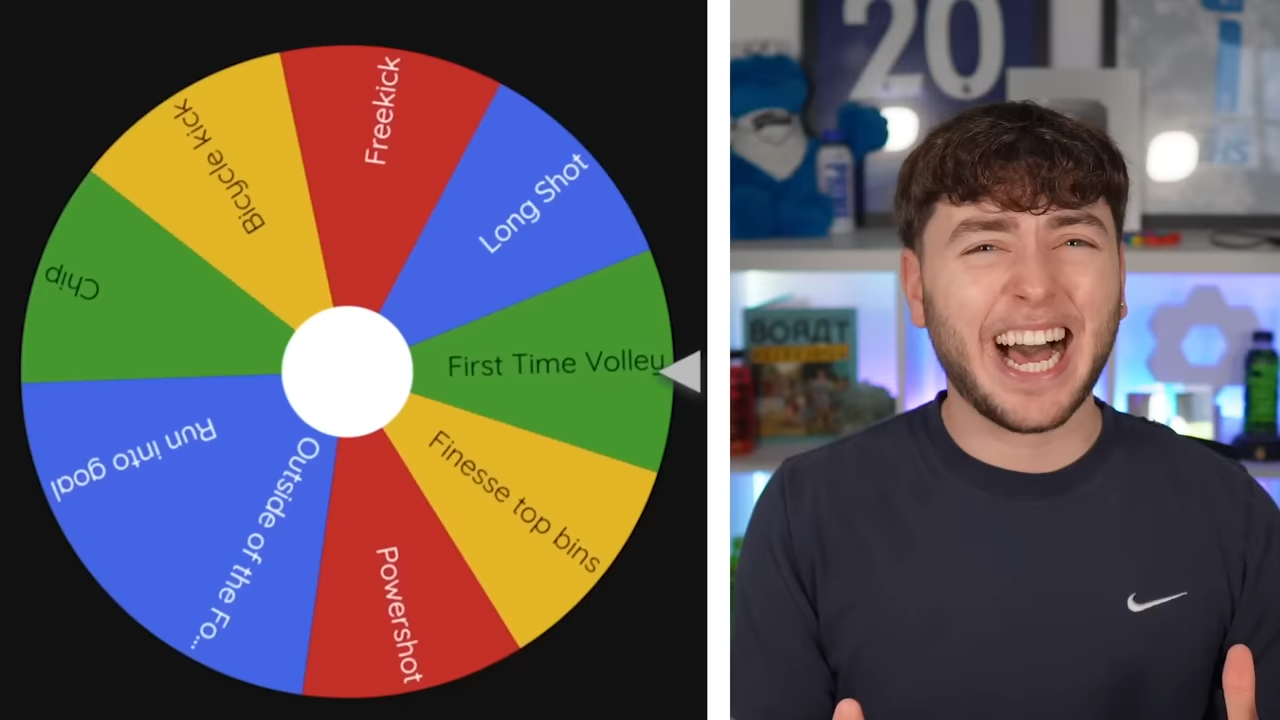 Freekick
Long Shot
First Time Volley
Finesse top bins
Powershot
Outside of the Fo...
Run into goal
Chip
Bicycle kick
20
BORAT